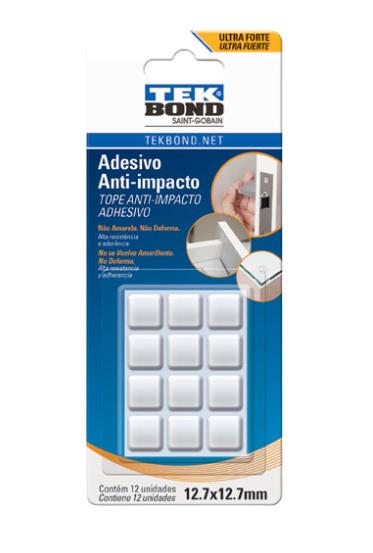 ULTRA FORTE
ULTRA FUERTE
TEK
BOND
SAINT-GOBAIN
TEKBOND.NET
Adesivo
Anti-impacto
TOPE ANTI-IMPACTO
ADHESIVO
Não Amarela. Não Deforma.
Alta resistência
e aderência
No se Vuelve Amarillento.
No Deforma.
Alta resistancia
y adherencia
Contém 12 unidades
Contiene 12 unidades
12.7x12.7mm